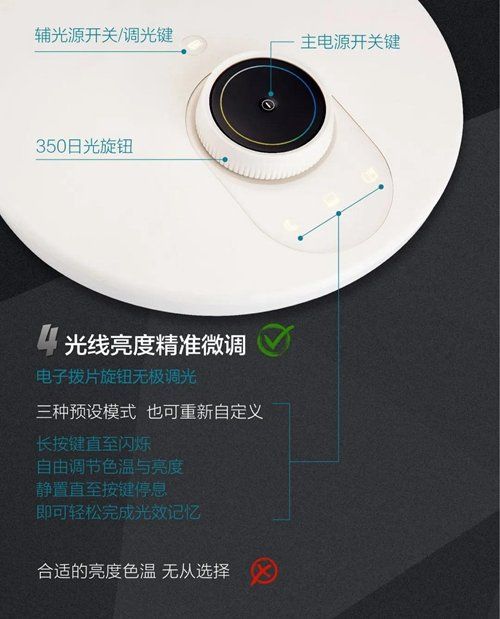 辅光源开关/调光键
主电源开关键
350日光旋钮
4 光线亮度精准微调
电子拨片旋钮无极调光
三种预设模式 也可重新自定义
长按键直至闪烁
自由调节色温与亮度
静置直至按键停息
即可轻松完成光效记忆
合适的亮度色温 无从选择